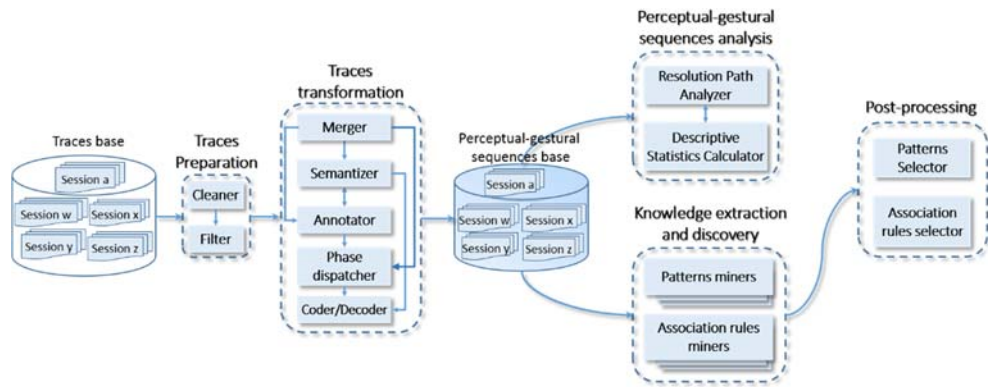 Traces base
Session a
Session w
Session x
Session y
Session z
Traces
Preparation
Cleaner
Filter
Traces
transformation
Merger
Semantizer
Annotator
Phase
dispatcher
Coder/Decoder
Perceptual-gestural
sequences base
Session a
Session w
Session x
Session y
Session z
Perceptual-gestural
sequences analysis
Resolution Path
Analyzer
Descriptive
Statistics Calculator
Knowledge extraction
and discovery
Patterns miners
Association rules
miners
Post-processing
Patterns
Selector
Association
rules selector